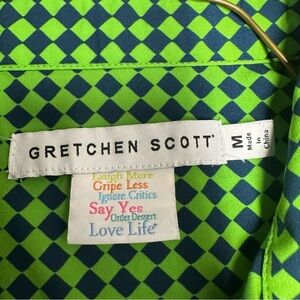 GRETCHEN SCOTT
M
Made
in
China
Laugh More
Gripe Less
Ignore Critics
Say Yes
Order Dessert
Love Life